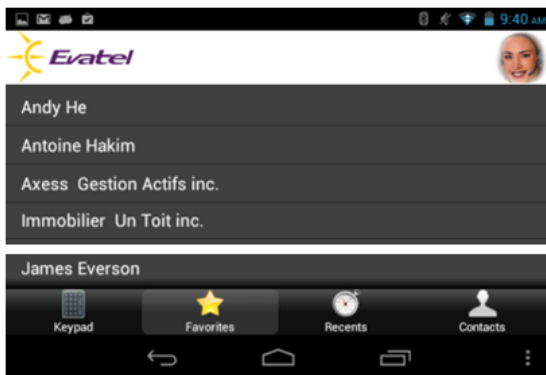 9:40 AM
Evatel
Andy He
Antoine Hakim
Axess Gestion Actifs inc.
Immobilier Un Toit inc.
James Everson
Keypad
Favorites
Recents
Contacts